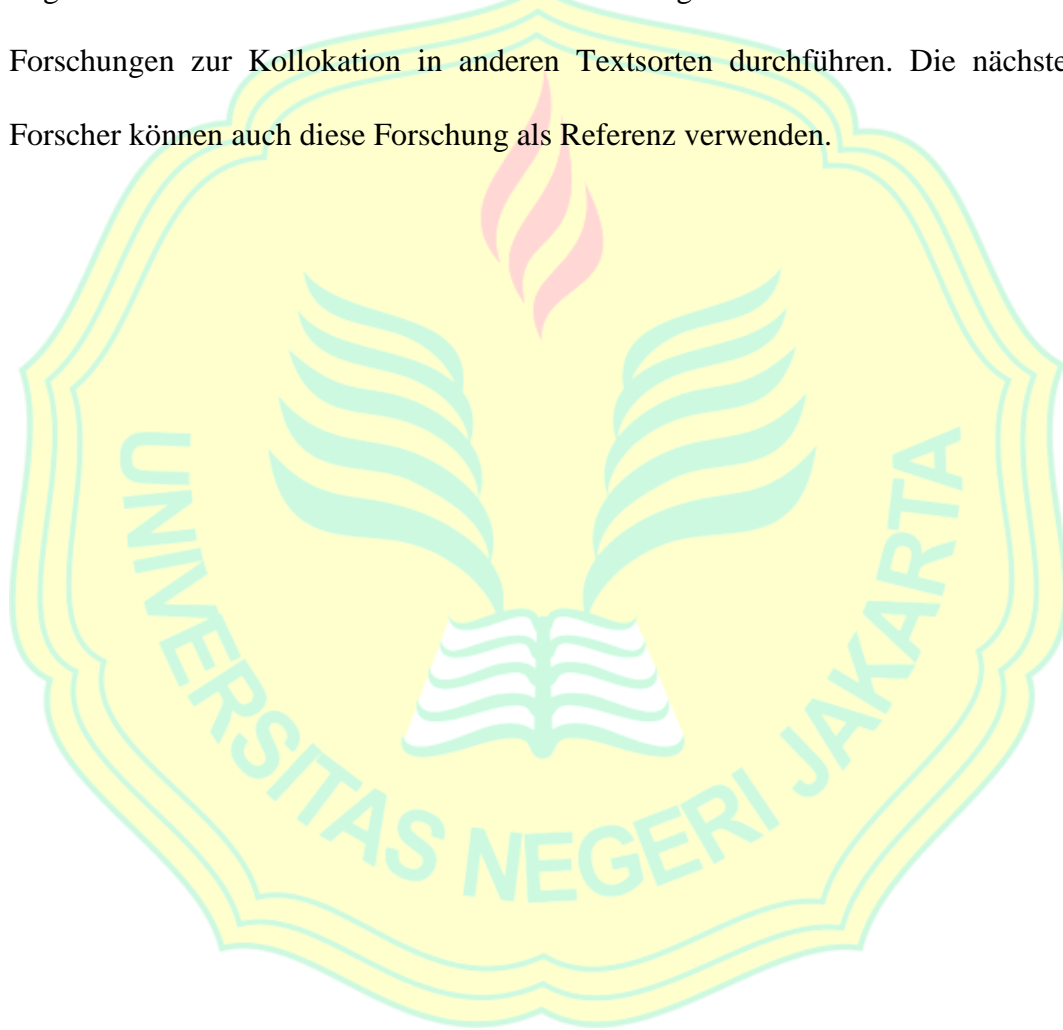 Forschungen zur Kollokation in anderen Textsorten durchführen. Die nächste
Forscher können auch diese Forschung als Referenz verwenden.
UNIVERSITAS NEGERI JAKARTA